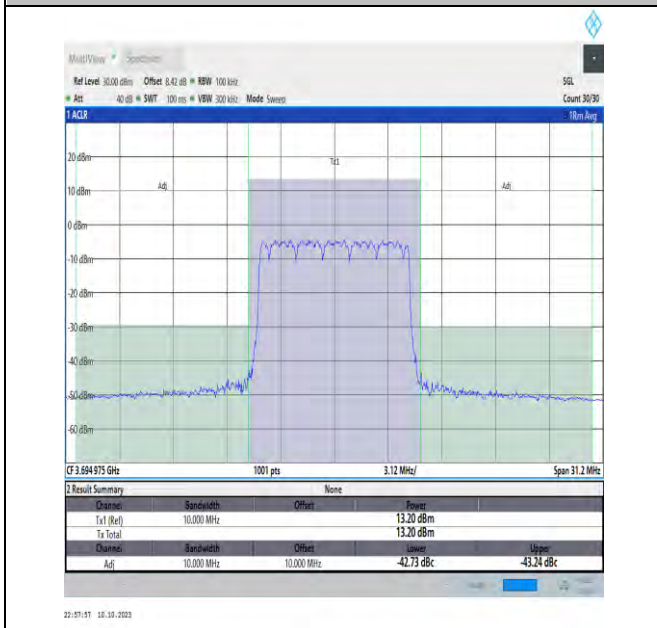 MultiView Spectrum
Ref Level 30.00 dBm Offset 8.42 dB RBW 100 kHz SGL
Att 40 dB SWT 100 ms VBW 300 kHz Mode Sweep Count 30/30
1 ACLR 1Rm Avg
20 dBm
Tx1
10 dBm Adj Adj
0 dBm
-10 dBm
-20 dBm
-30 dBm
-40 dBm
-50 dBm
-60 dBm
CF 3.694 975 GHz 1001 pts 3.12 MHz/ Span 31.2 MHz
2 Result Summary None
Channel Bandwidth Offset Power
Tx1 (Ref) 10.000 MHz 13.20 dBm
Tx Total 13.20 dBm
Channel Bandwidth Offset Lower Upper
Adj 10.000 MHz 10.000 MHz -42.73 dBc -43.24 dBc
22:57:57 10.10.2023